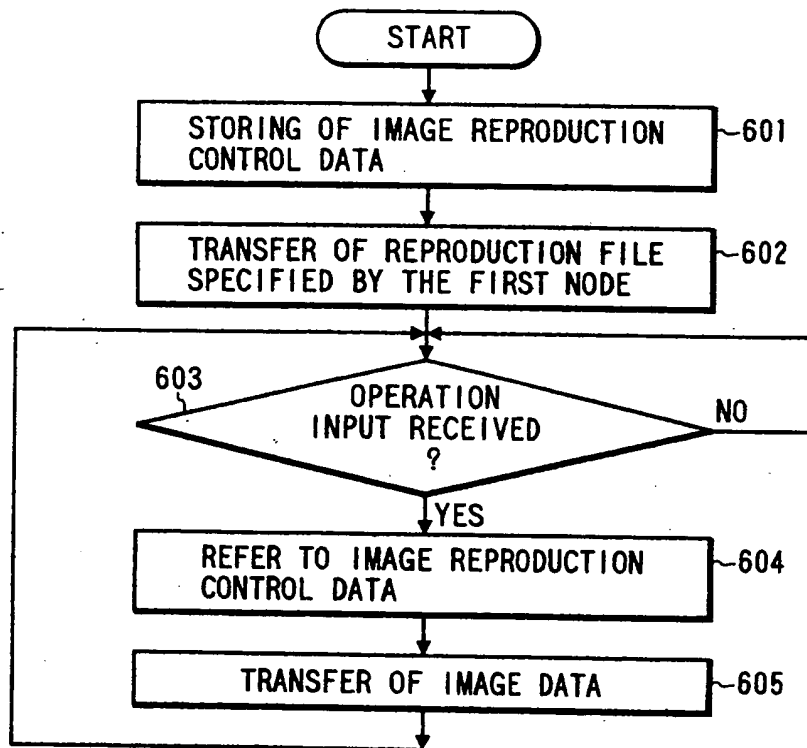 START
STORING OF IMAGE REPRODUCTION
CONTROL DATA
601
TRANSFER OF REPRODUCTION FILE
SPECIFIED BY THE FIRST NODE
602
603
OPERATION
INPUT RECEIVED
?
NO
YES
REFER TO IMAGE REPRODUCTION
CONTROL DATA
604
TRANSFER OF IMAGE DATA
605